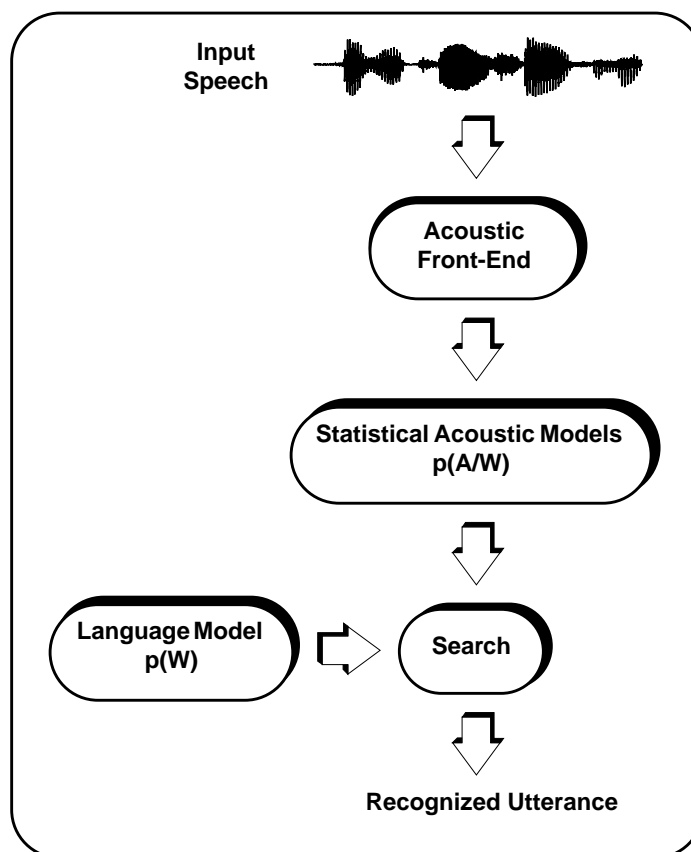 Input
Speech
Acoustic
Front-End
Statistical Acoustic Models
p(A/W)
Language Model
p(W)
Search
Recognized Utterance